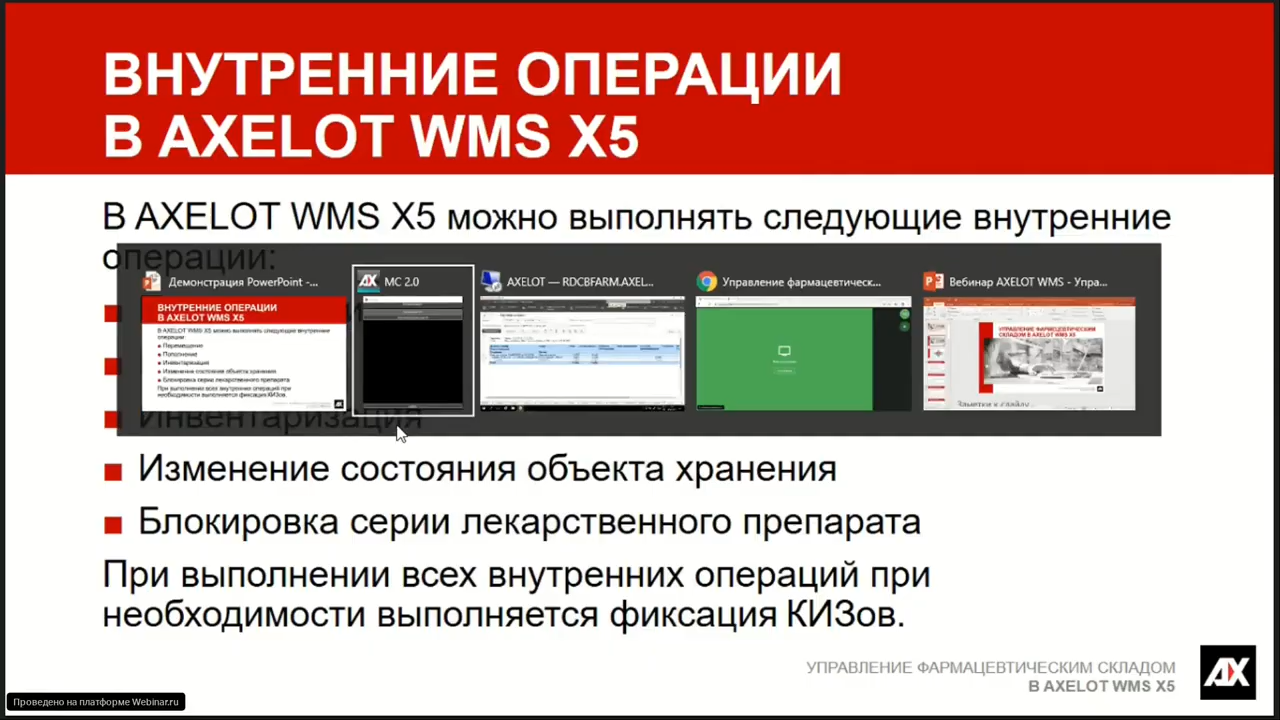 ВНУТРЕННИЕ ОПЕРАЦИИ
В AXELOT WMS X5
В AXELOT WMS X5 можно выполнять следующие внутренние
операции:
Демонстрация PowerPoint -...
МС 2.0
AXELOT — RDCBFARM.AXEL...
Управление фармацевтическ...
Вебинар AXELOT WMS - Упра...
ВНУТРЕННИЕ ОПЕРАЦИИ
В AXELOT WMS X5
В AXELOT WMS X5 можно выполнять следующие внутренние
операции:
Перемещение
Пополнение
Инвентаризация
Изменение состояния объекта хранения
Блокировка серии лекарственного препарата
При выполнении всех внутренних операций при
необходимости выполняется фиксация КИЗов.
УПРАВЛЕНИЕ ФАРМАЦЕВТИЧЕСКИМ
СКЛАДОМ В AXELOT WMS X5
Заметки к слайду
Инвентаризация
Изменение состояния объекта хранения
Блокировка серии лекарственного препарата
При выполнении всех внутренних операций при
необходимости выполняется фиксация КИЗов.
УПРАВЛЕНИЕ ФАРМАЦЕВТИЧЕСКИМ СКЛАДОМ
В AXELOT WMS X5
AX
Проведено на платформе Webinar.ru